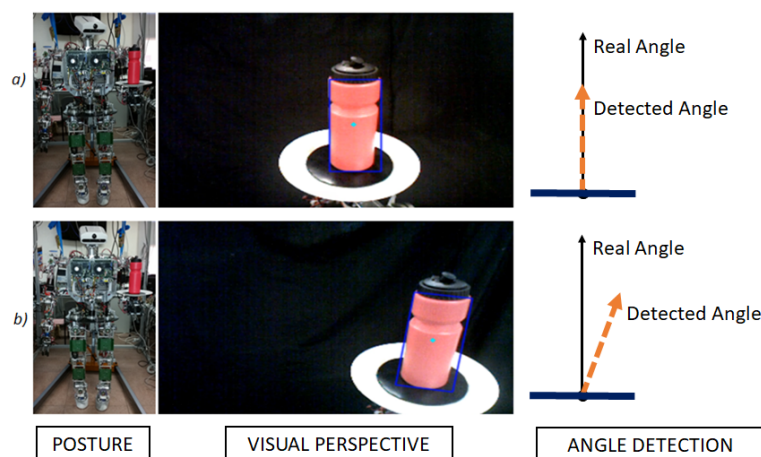 a)
Real Angle
Detected Angle
b)
Real Angle
Detected Angle
POSTURE
VISUAL PERSPECTIVE
ANGLE DETECTION